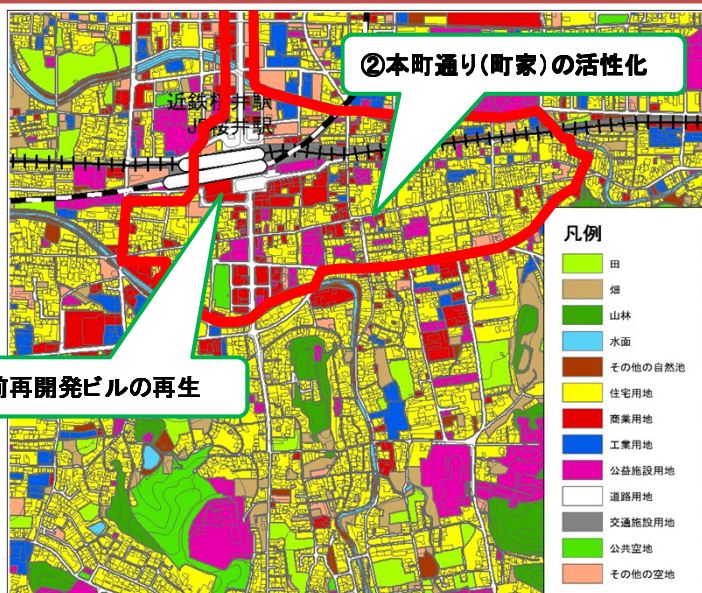 ②本町通り(町家)の活性化
近鉄桜井駅
JR桜井駅
前再開発ビルの再生
凡例
田
畑
山林
水面
その他の自然池
住宅用地
商業用地
工業用地
公益施設用地
道路用地
交通施設用地
公共空地
その他の空地